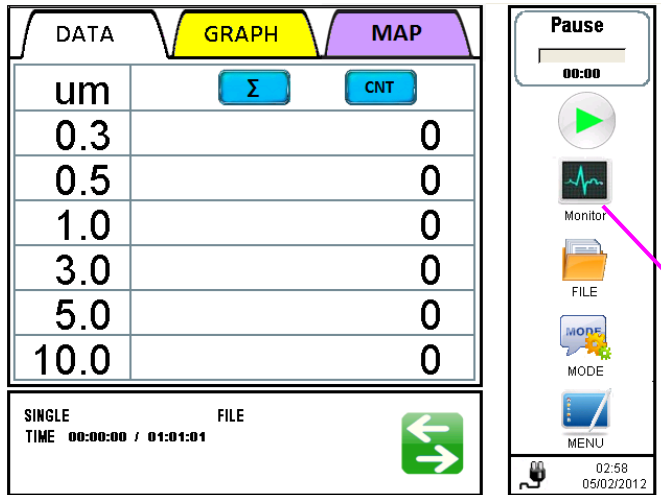 DATA GRAPH MAP
um Σ CNT
0.3 0
0.5 0
1.0 0
3.0 0
5.0 0
10.0 0
SINGLE FILE
TIME 00:00:00 / 01:01:01
Pause
00:00
Monitor
FILE
MODE
MODE
MENU
02:58
05/02/2012